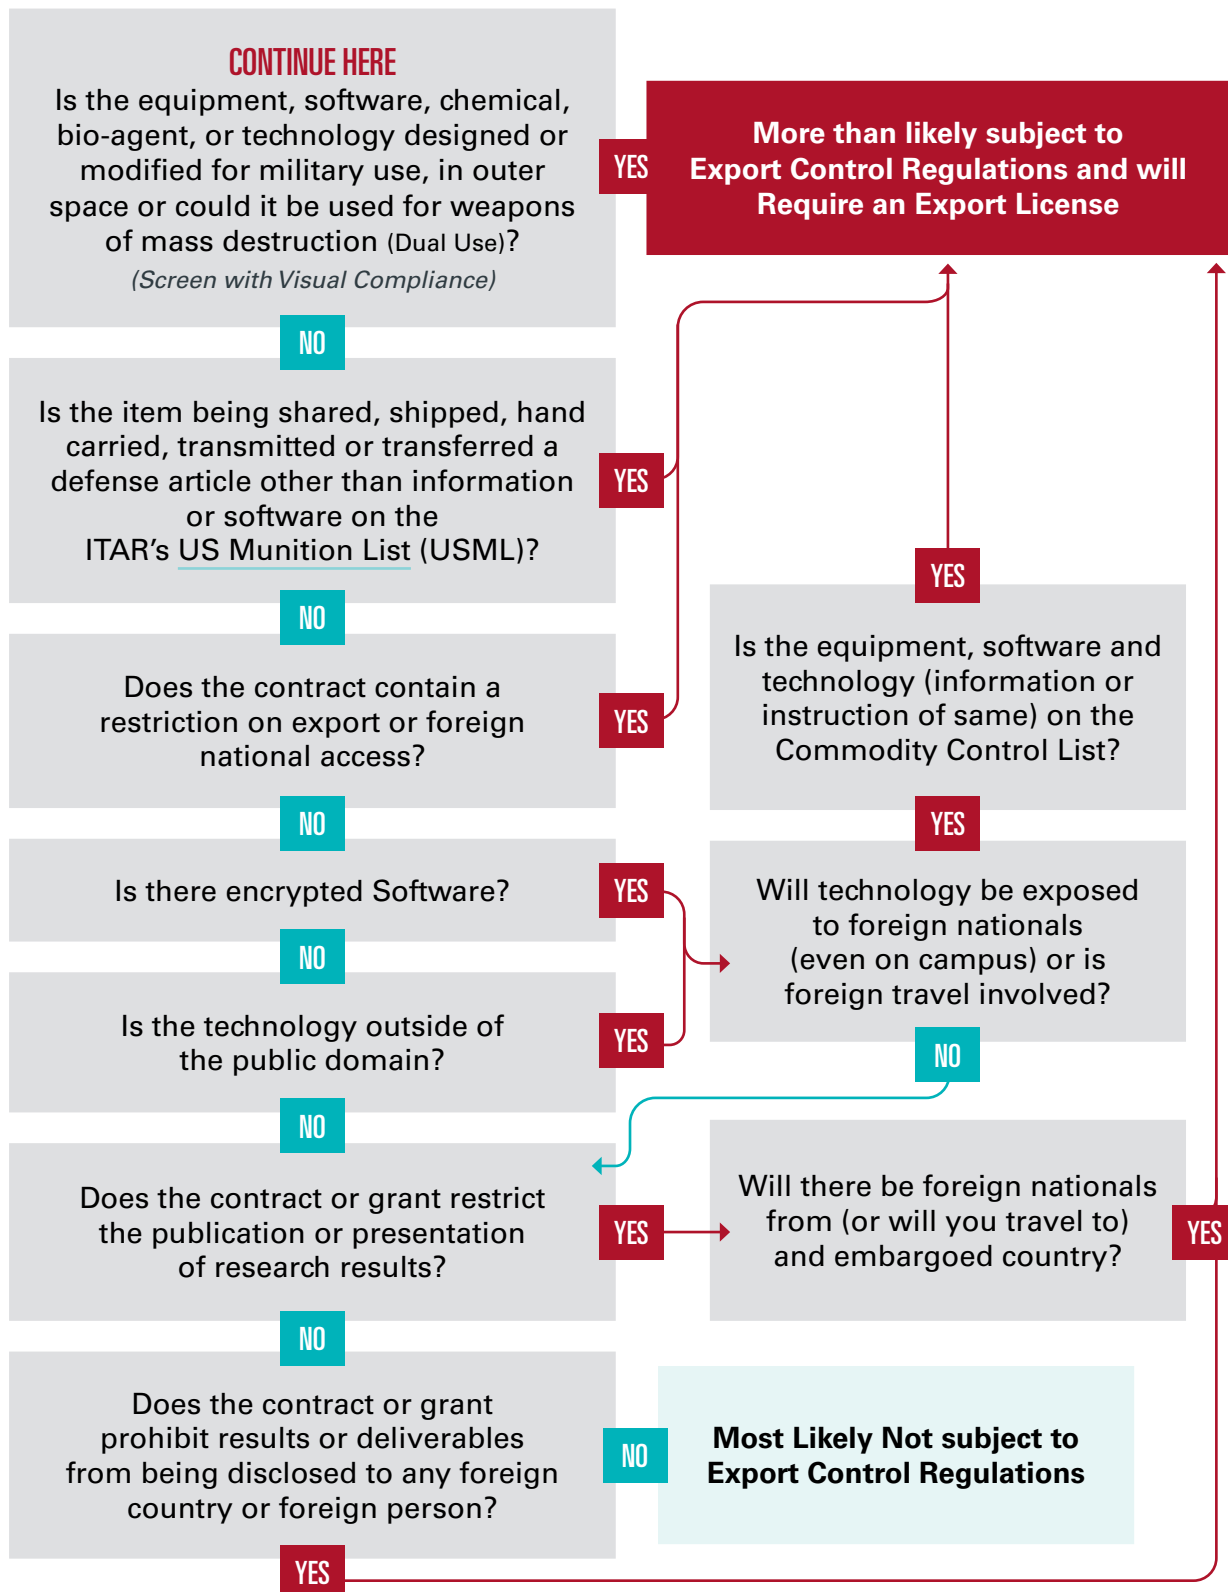 CONTINUE HERE
Is the equipment, software, chemical,
bio-agent, or technology designed or
modified for military use, in outer
space or could it be used for weapons
of mass destruction (Dual Use)?
(Screen with Visual Compliance)
YES
More than likely subject to
Export Control Regulations and will
Require an Export License
NO
Is the item being shared, shipped, hand
carried, transmitted or transferred a
defense article other than information
or software on the
ITAR’s US Munition List (USML)?
YES
NO
Does the contract contain a
restriction on export or foreign
national access?
YES
YES
Is the equipment, software and
technology (information or
instruction of same) on the
Commodity Control List?
NO
YES
Is there encrypted Software?
YES
Will technology be exposed
to foreign nationals
(even on campus) or is
foreign travel involved?
NO
Is the technology outside of
the public domain?
YES
NO
NO
Does the contract or grant restrict
the publication or presentation
of research results?
YES
Will there be foreign nationals
from (or will you travel to)
and embargoed country?
YES
NO
Does the contract or grant
prohibit results or deliverables
from being disclosed to any foreign
country or foreign person?
NO
Most Likely Not subject to
Export Control Regulations
YES